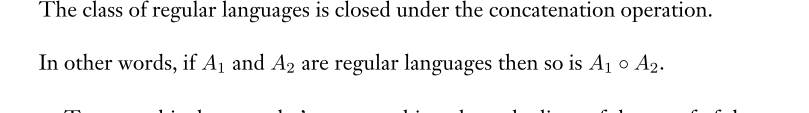 The class of regular languages is closed under the concatenation operation.
In other words, if A₁ and A₂ are regular languages then so is A₁ ∘ A₂.